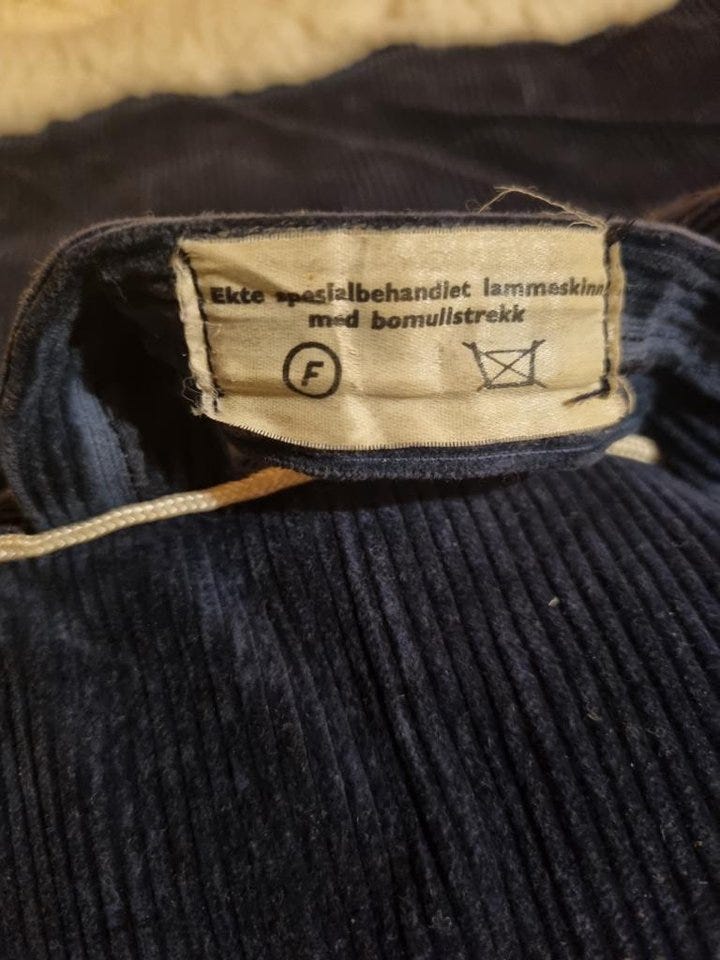 Ekte spesialbehandlet lammeskinn
med bomullstrekk
F